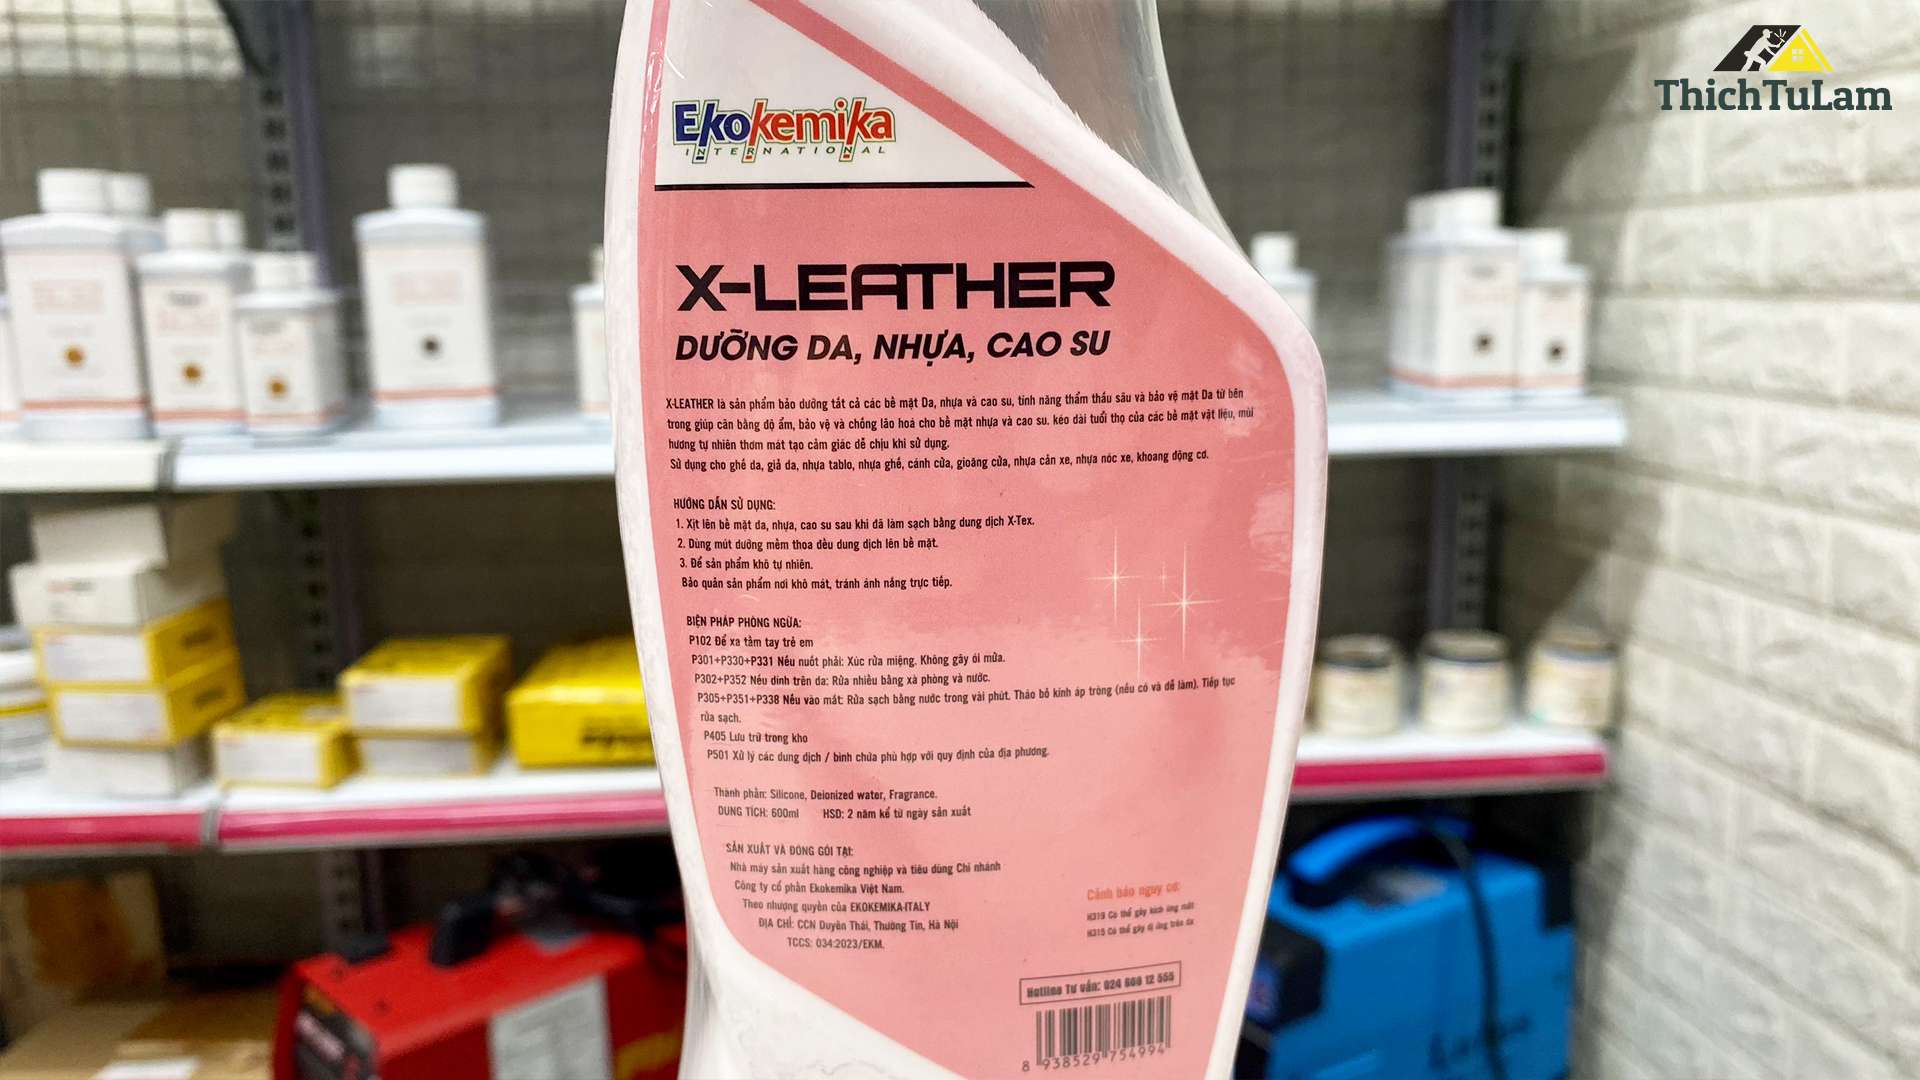 ThichTuLam
Ekokemika
INTERNATIONAL
X-LEATHER
DƯỠNG DA, NHỰA, CAO SU
X-LEATHER là sản phẩm bảo dưỡng tất cả các bề mặt Da, nhựa và cao su, tính năng thẩm thấu sâu và bảo vệ mặt Da từ bên
trong giúp cân bằng độ ẩm, bảo vệ và chống lão hoá cho bề mặt nhựa và cao su. kéo dài tuổi thọ của các bề mặt vật liệu, mùi
hương tự nhiên thơm mát tạo cảm giác dễ chịu khi sử dụng.
Sử dụng cho ghế da, giả da, nhựa tablo, nhựa ghế, cánh cửa, gioăng cửa, nhựa cản xe, nhựa nóc xe, khoang động cơ.
HƯỚNG DẪN SỬ DỤNG:
1. Xịt lên bề mặt da, nhựa, cao su sau khi đã làm sạch bằng dung dịch X-Tex.
2. Dùng mút dưỡng mềm thoa đều dung dịch lên bề mặt.
3. Để sản phẩm khô tự nhiên.
Bảo quản sản phẩm nơi khô mát, tránh ánh nắng trực tiếp.
BIỆN PHÁP PHÒNG NGỪA:
P102 Để xa tầm tay trẻ em
P301+P330+P331 Nếu nuốt phải: Xúc rửa miệng. Không gây ói mửa.
P302+P352 Nếu dính trên da: Rửa nhiều bằng xà phòng và nước.
P305+P351+P338 Nếu vào mắt: Rửa sạch bằng nước trong vài phút. Tháo bỏ kính áp tròng (nếu có và dễ làm). Tiếp tục
rửa sạch.
P405 Lưu trữ trong kho
P501 Xử lý các dung dịch / bình chứa phù hợp với quy định của địa phương.
Thành phần: Silicone, Deionized water, Fragrance.
DUNG TÍCH: 600ml HSD: 2 năm kể từ ngày sản xuất
SẢN XUẤT VÀ ĐÓNG GÓI TẠI:
Nhà máy sản xuất hàng công nghiệp và tiêu dùng Chi nhánh
Công ty cổ phần Ekokemika Việt Nam.
Theo nhượng quyền của EKOKEMIKA-ITALY
ĐỊA CHỈ: CCN Duyên Thái, Thường Tín, Hà Nội
TCCS: 034:2023/EKM.
Cảnh báo nguy cơ:
H319 Có thể gây kích ứng mắt
H315 Có thể gây dị ứng trên da
Hotline Tư vấn: 024 669 12 555
8 938529 754994